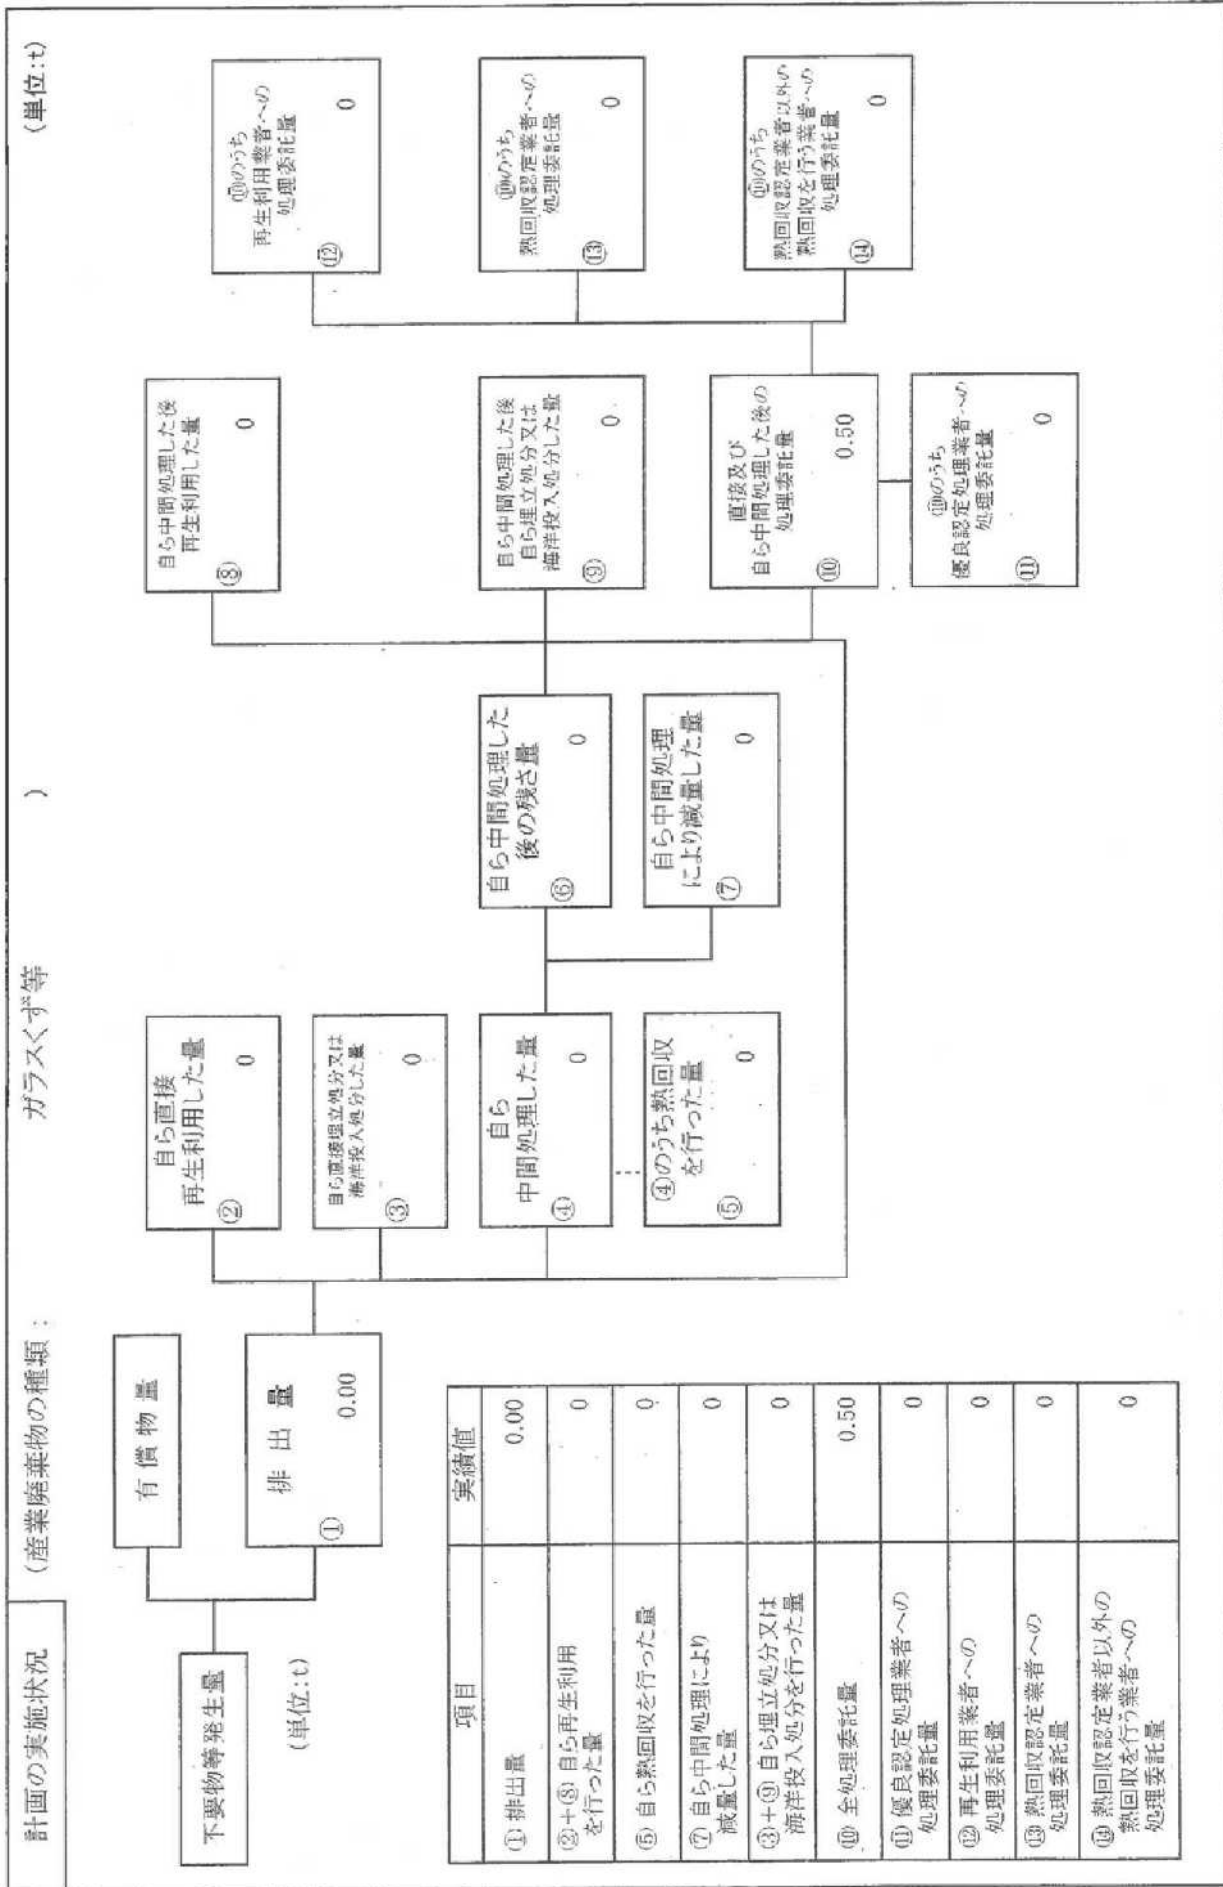 計画の実施状況
(産業廃棄物の種類：
ガラスくず等
)
(単位:t)
不要物等発生量
有償物量
排出量
①
0.00
自ら直接
再生利用した量
②
0
自ら直接埋立処分又は
海洋投入処分した量
③
0
自ら
中間処理した量
④
0
④のうち熱回収
を行った量
⑤
0
自ら中間処理した
後の残さ量
⑥
0
自ら中間処理
により減量した量
⑦
0
自ら中間処理した後
再生利用した量
⑧
0
自ら中間処理した後
自ら埋立処分又は
海洋投入処分した量
⑨
0
直接及び
自ら中間処理した後の
処理委託量
⑩
0.50
⑩のうち
優良認定処理業者への
処理委託量
⑪
0
⑩のうち
再生利用業者への
処理委託量
⑫
0
⑩のうち
熱回収認定業者への
処理委託量
⑬
0
⑩のうち
熱回収認定業者以外の
熱回収を行う業者への
処理委託量
⑭
0
(単位:t)
項目 実績値
①排出量 0.00
②+⑧自ら再生利用
を行った量 0
⑤自ら熱回収を行った量 0
⑦自ら中間処理により
減量した量 0
③+⑨自ら埋立処分又は
海洋投入処分を行った量 0
⑩全処理委託量 0.50
⑪優良認定処理業者への
処理委託量 0
⑫再生利用業者への
処理委託量 0
⑬熱回収認定業者への
処理委託量 0
⑭熱回収認定業者以外の
熱回収を行う業者への
処理委託量 0